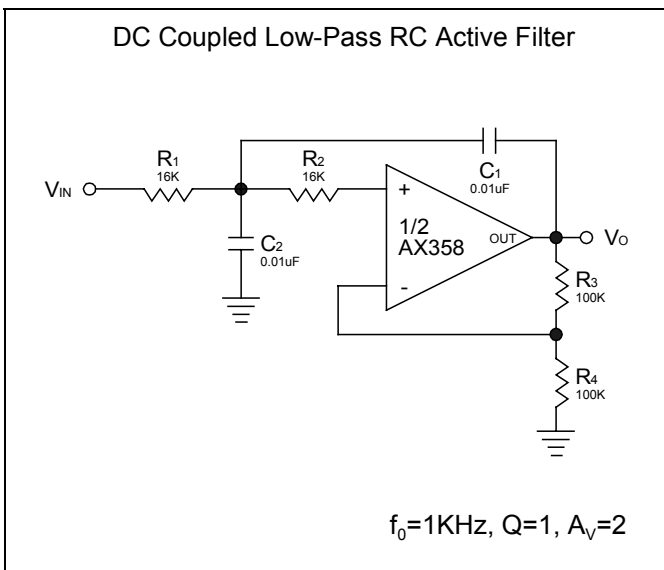 DC Coupled Low-Pass RC Active Filter
R1
16K
R2
16K
C1
0.01uF
VIN
+
1/2
AX358
OUT
VO
C2
0.01uF
-
R3
100K
R4
100K
f0=1KHz, Q=1, AV=2